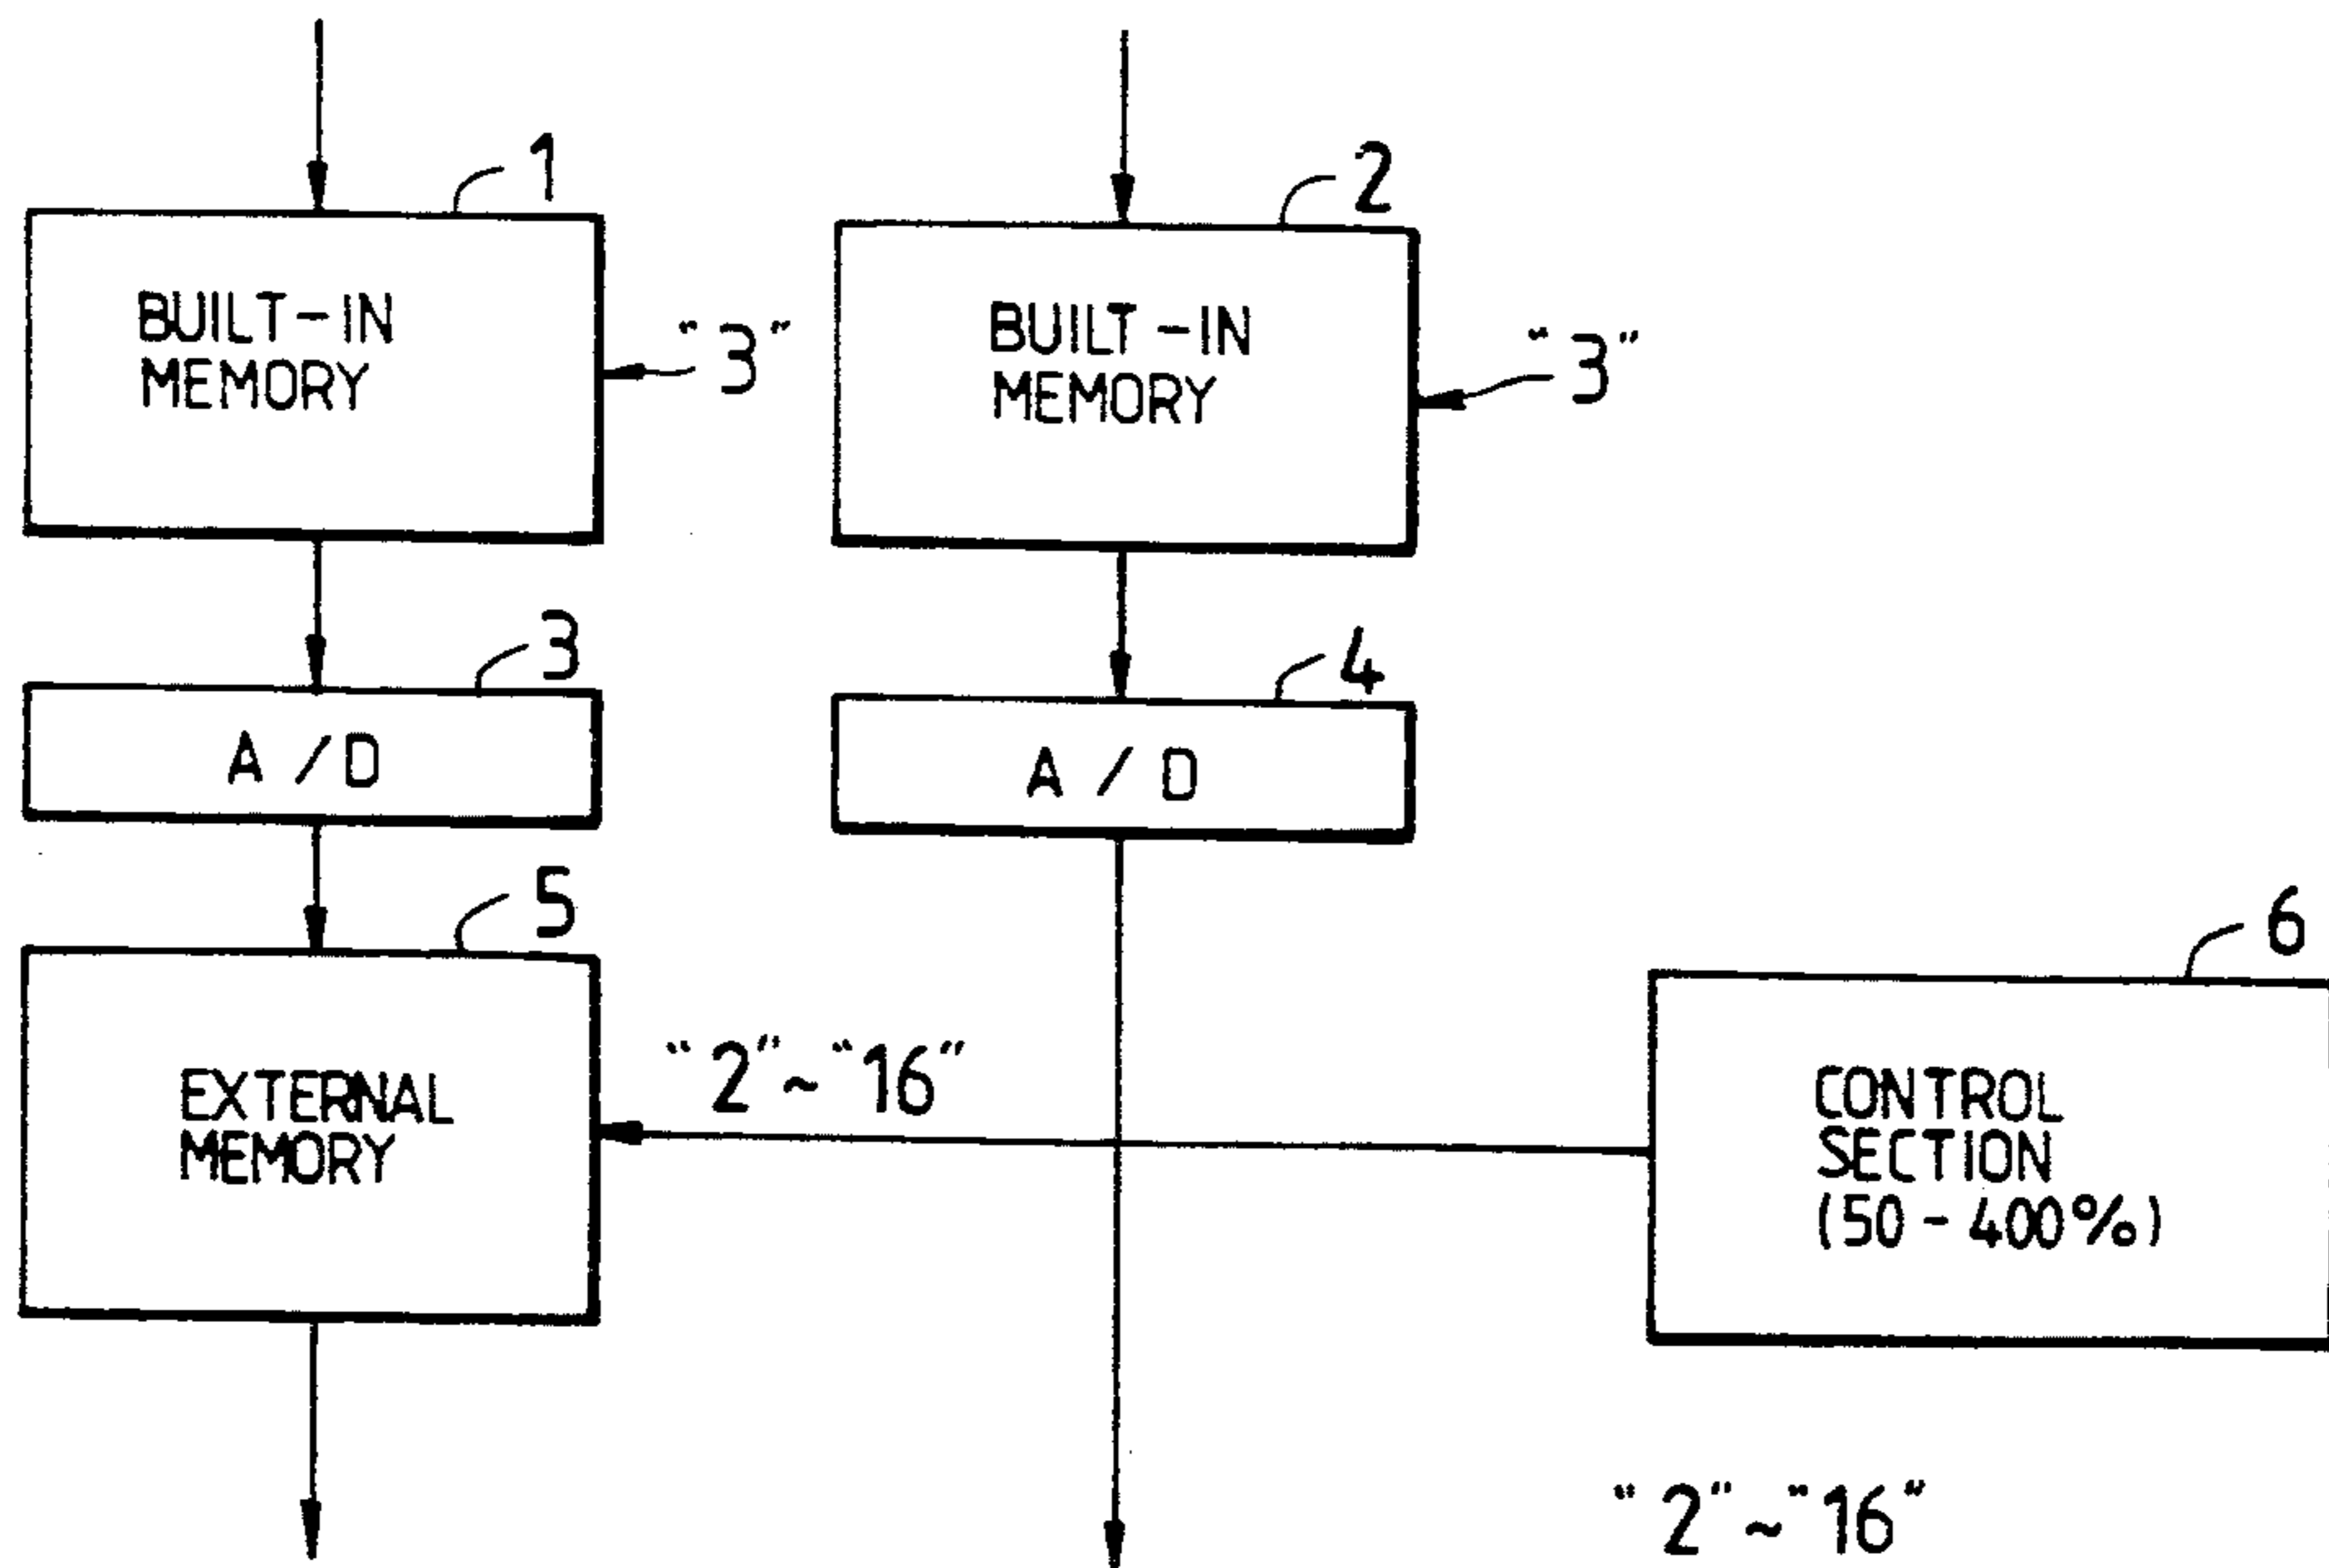 1
2
BUILT-IN
MEMORY
"3"
BUILT-IN
MEMORY
"3"
3
4
A/D
A/D
5
6
EXTERNAL
MEMORY
"2"~"16"
CONTROL
SECTION
(50-400%)
"2"~"16"